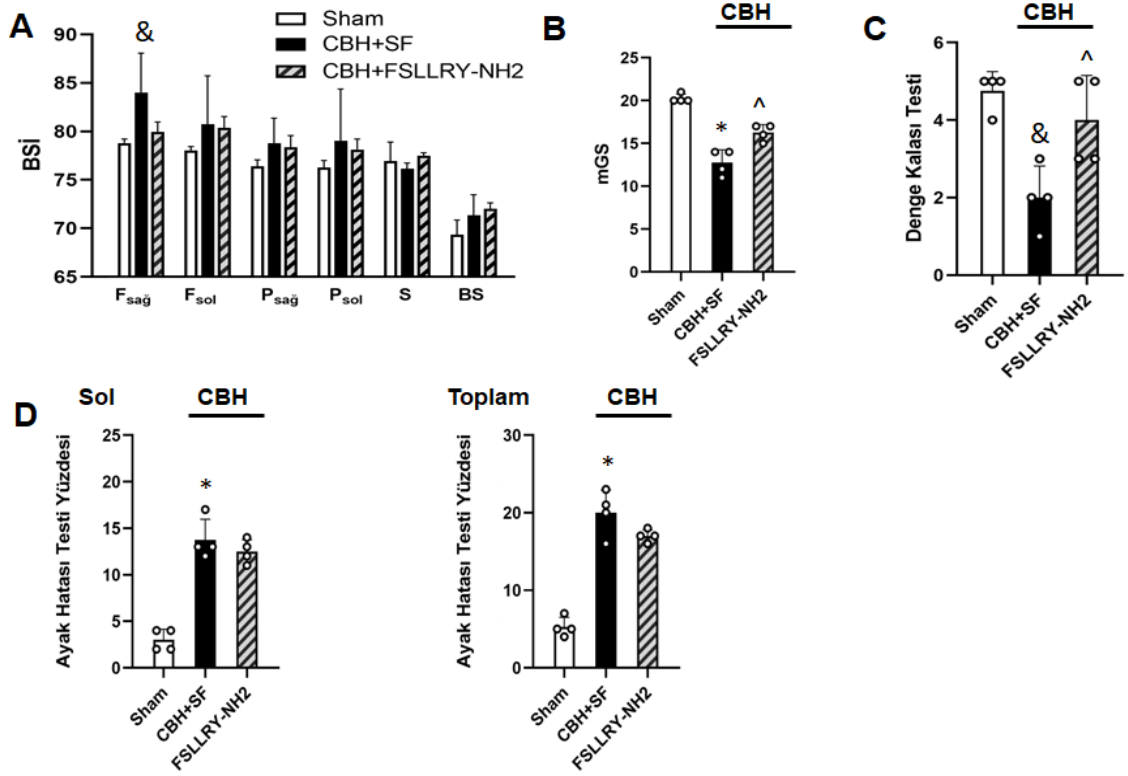 A
&
Sham
CBH+SF
CBH+FSLLRY-NH2
90
85
80
75
70
65
BSİ
Fsağ
Fsol
Psağ
Psol
S
BS
B
CBH
25
20
15
10
5
0
mGS
*
^
Sham
CBH+SF
FSLLRY-NH2
C
CBH
6
4
2
0
Denge Kalası Testi
&
^
Sham
CBH+SF
FSLLRY-NH2
D
Sol
CBH
25
20
15
10
5
0
Ayak Hatası Testi Yüzdesi
*
Sham
CBH+SF
FSLLRY-NH2
Toplam
CBH
30
20
10
0
Ayak Hatası Testi Yüzdesi
*
Sham
CBH+SF
FSLLRY-NH2